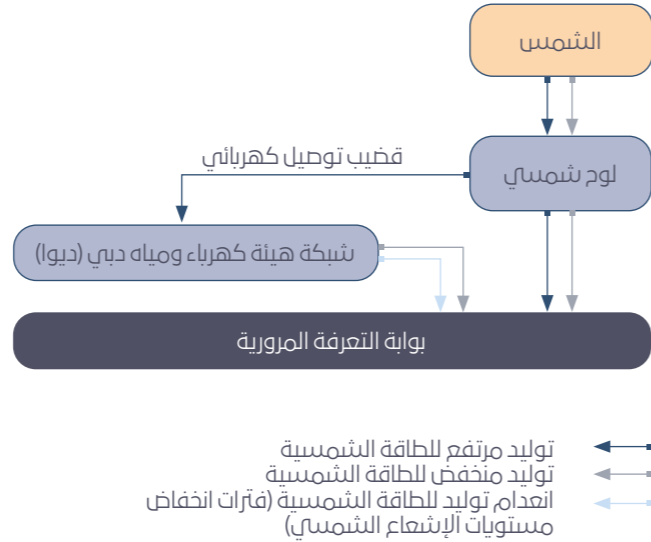 الشمس
لوح شمسي
قضيب توصيل كهربائي
شبكة هيئة كهرباء ومياه دبي (ديوا)
بوابة التعرفة المرورية
توليد مرتفع للطاقة الشمسية
توليد منخفض للطاقة الشمسية
انعدام توليد للطاقة الشمسية (فترات انخفاض
مستويات الإشعاع الشمسي)